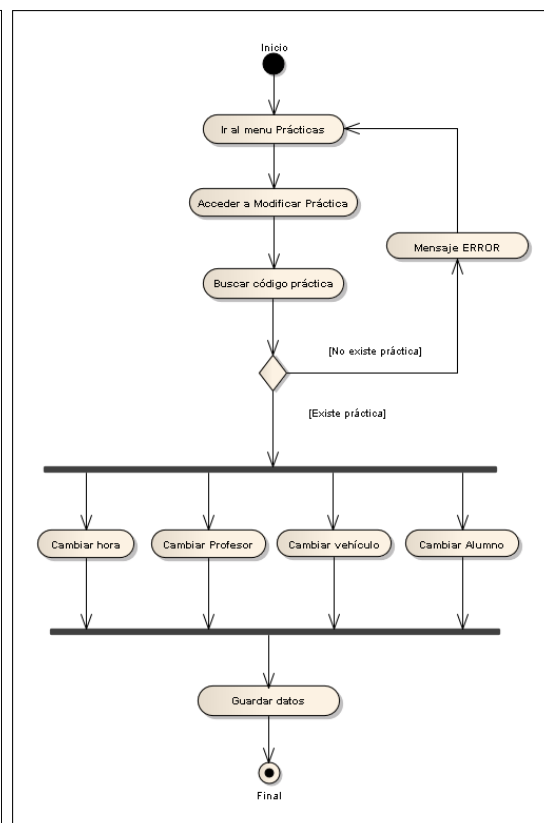 Inicio
Ir al menu Prácticas
Acceder a Modificar Práctica
Mensaje ERROR
Buscar código práctica
[No existe práctica]
[Existe práctica]
Cambiar hora
Cambiar Profesor
Cambiar vehículo
Cambiar Alumno
Guardar datos
Final